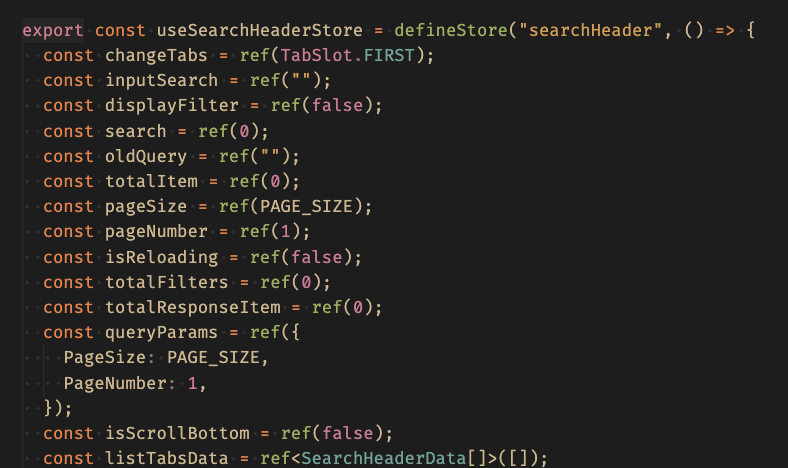 export const useSearchHeaderStore = defineStore("searchHeader", () => {
const changeTabs = ref(TabSlot.FIRST);
const inputSearch = ref("");
const displayFilter = ref(false);
const search = ref(0);
const oldQuery = ref("");
const totalItem = ref(0);
const pageSize = ref(PAGE_SIZE);
const pageNumber = ref(1);
const isReloading = ref(false);
const totalFilters = ref(0);
const totalResponseItem = ref(0);
const queryParams = ref({
PageSize: PAGE_SIZE,
PageNumber: 1,
});
const isScrollBottom = ref(false);
const listTabsData = ref<SearchHeaderData[]>([]);